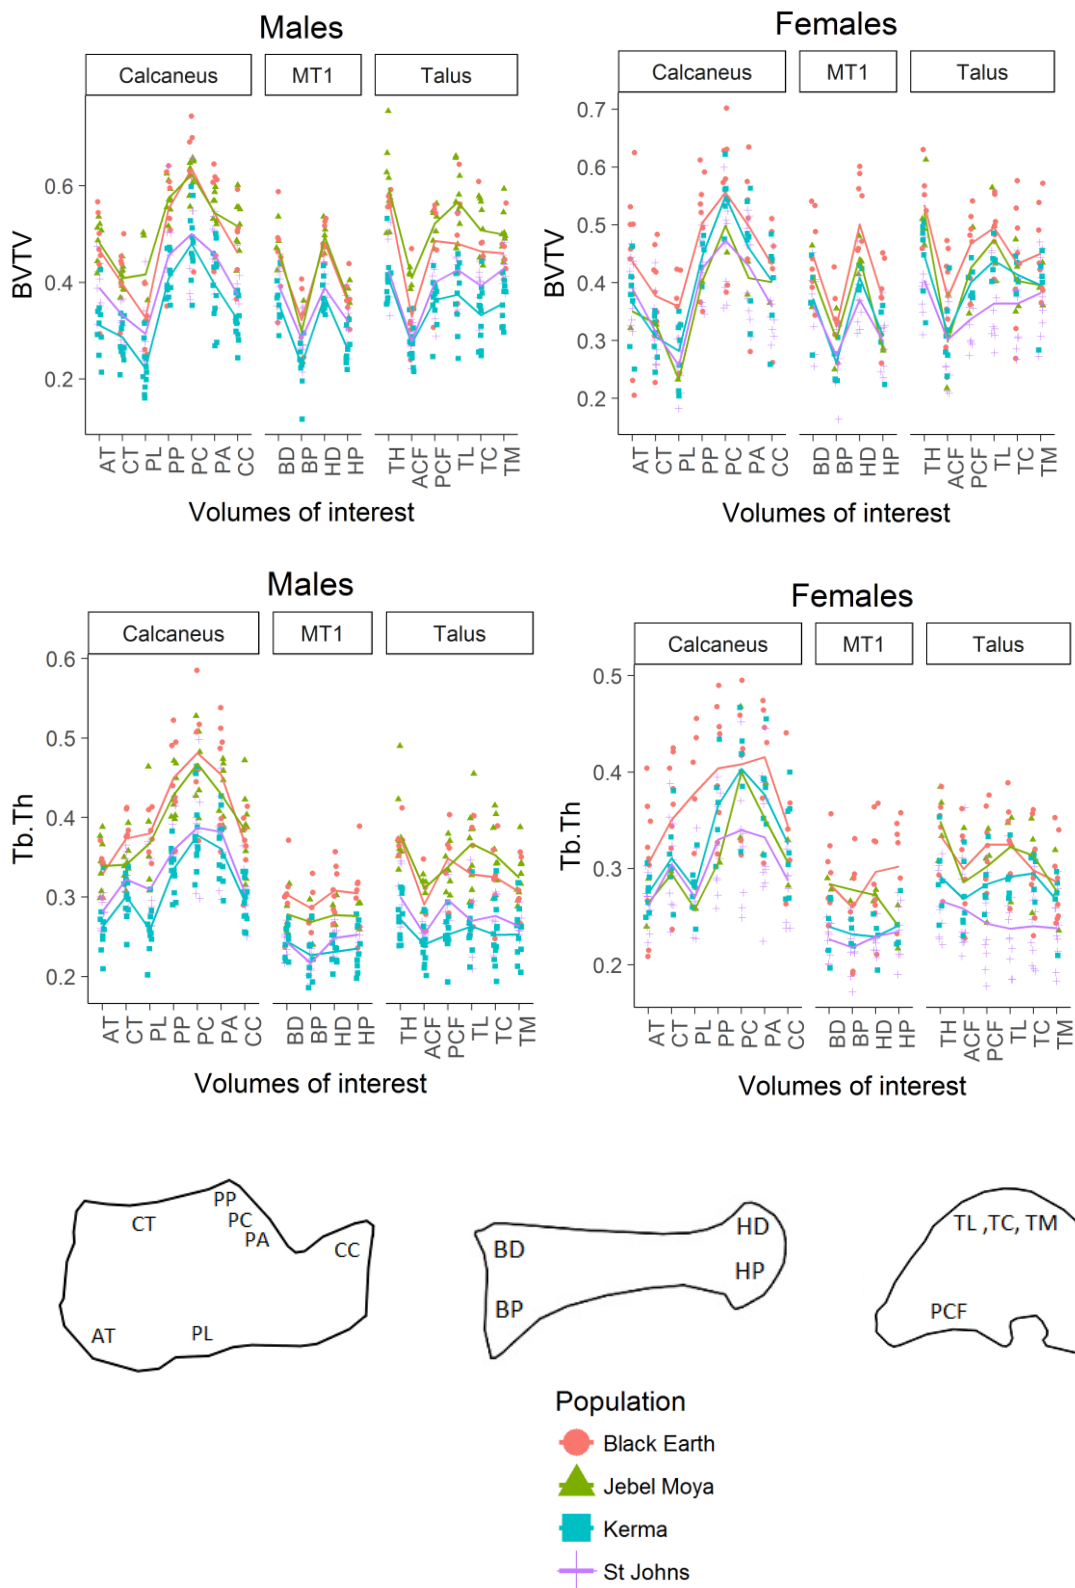 Males
Females
Calcaneus MT1 Talus
Calcaneus MT1 Talus
BVTV
0.6
0.4
0.2
AT CT PL PP PC PA CC BD BP HD HP TH ACF PCF TL TC TM
Volumes of interest
BVTV
0.7
0.6
0.5
0.4
0.3
0.2
AT CT PL PP PC PA CC BD BP HD HP TH ACF PCF TL TC TM
Volumes of interest
Males
Females
Calcaneus MT1 Talus
Calcaneus MT1 Talus
Tb.Th
0.6
0.5
0.4
0.3
0.2
AT CT PL PP PC PA CC BD BP HD HP TH ACF PCF TL TC TM
Volumes of interest
Tb.Th
0.5
0.4
0.3
0.2
AT CT PL PP PC PA CC BD BP HD HP TH ACF PCF TL TC TM
Volumes of interest
PP
CT PC
PA
CC
AT PL
HD
BD
HP
BP
TL ,TC, TM
PCF
Population
Black Earth
Jebel Moya
Kerma
St Johns